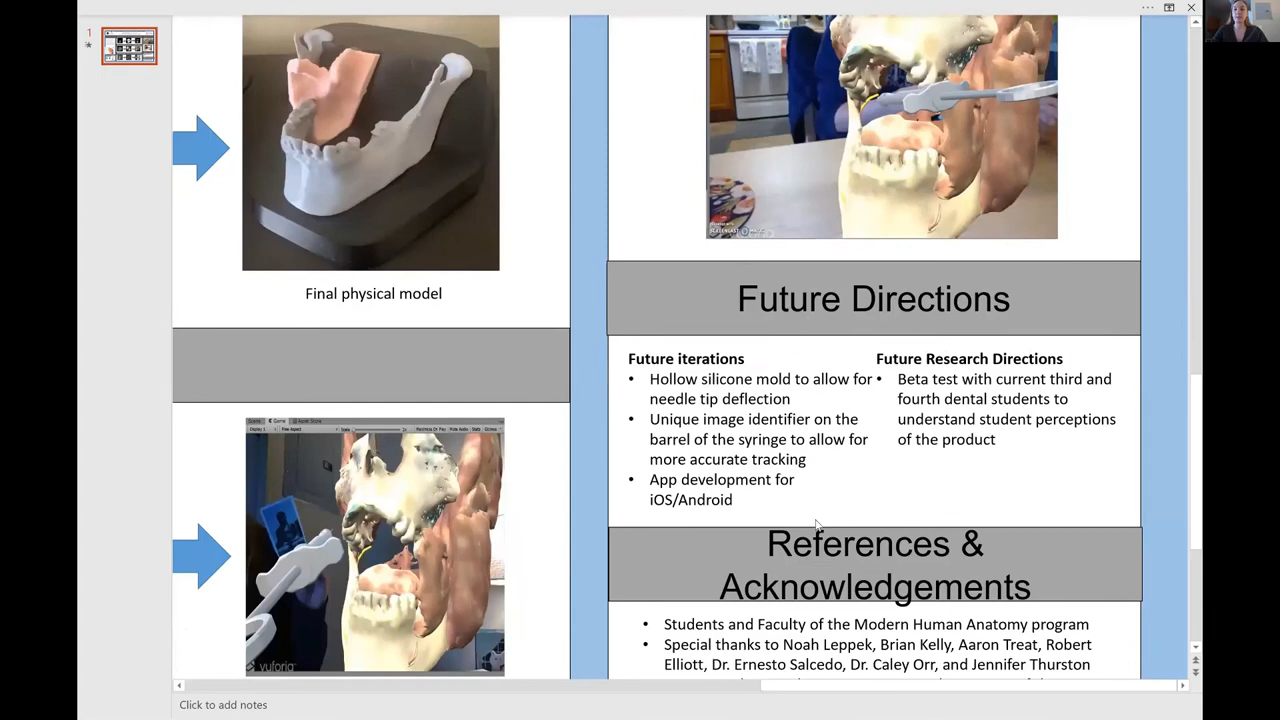 1
Final physical model
vuforia
Future Directions
Future iterations
• Hollow silicone mold to allow for
needle tip deflection
• Unique image identifier on the
barrel of the syringe to allow for
more accurate tracking
• App development for
iOS/Android
Future Research Directions
• Beta test with current third and
fourth dental students to
understand student perceptions
of the product
References &
Acknowledgements
• Students and Faculty of the Modern Human Anatomy program
• Special thanks to Noah Leppek, Brian Kelly, Aaron Treat, Robert
Elliott, Dr. Ernesto Salcedo, Dr. Caley Orr, and Jennifer Thurston
Click to add notes